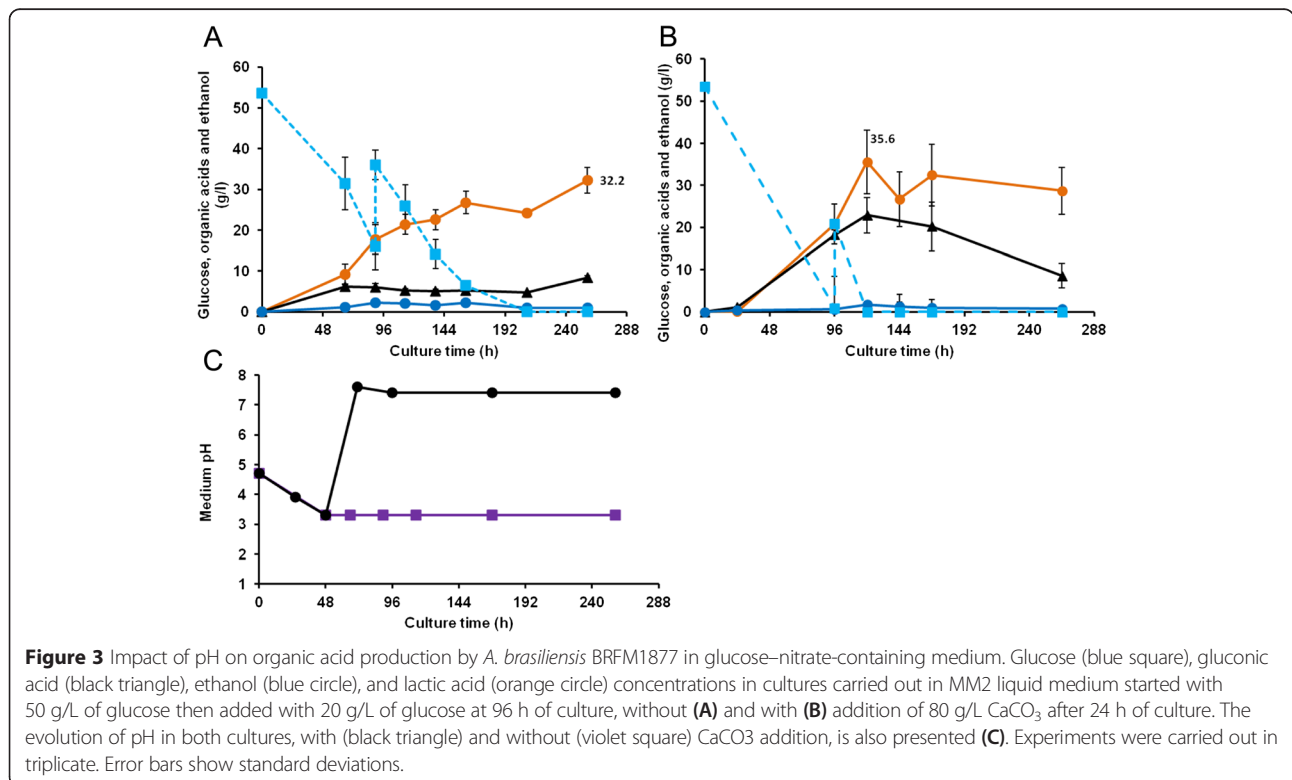 A
Glucose, organic acids and ethanol
(g/l)
60
50
40
30
20
10
0
32.2
0 48 96 144 192 240 288
Culture time (h)
B
Glucose, organic acids and ethanol (g/l)
60
50
40
30
20
10
0
35.6
0 48 96 144 192 240 288
Culture time (h)
C
Medium pH
8
7
6
5
4
3
2
1
0 48 96 144 192 240 288
Culture time (h)
Figure 3 Impact of pH on organic acid production by A. brasiliensis BRFM1877 in glucose–nitrate-containing medium. Glucose (blue square), gluconic
acid (black triangle), ethanol (blue circle), and lactic acid (orange circle) concentrations in cultures carried out in MM2 liquid medium started with
50 g/L of glucose then added with 20 g/L of glucose at 96 h of culture, without (A) and with (B) addition of 80 g/L CaCO₃ after 24 h of culture. The
evolution of pH in both cultures, with (black triangle) and without (violet square) CaCO3 addition, is also presented (C). Experiments were carried out in
triplicate. Error bars show standard deviations.